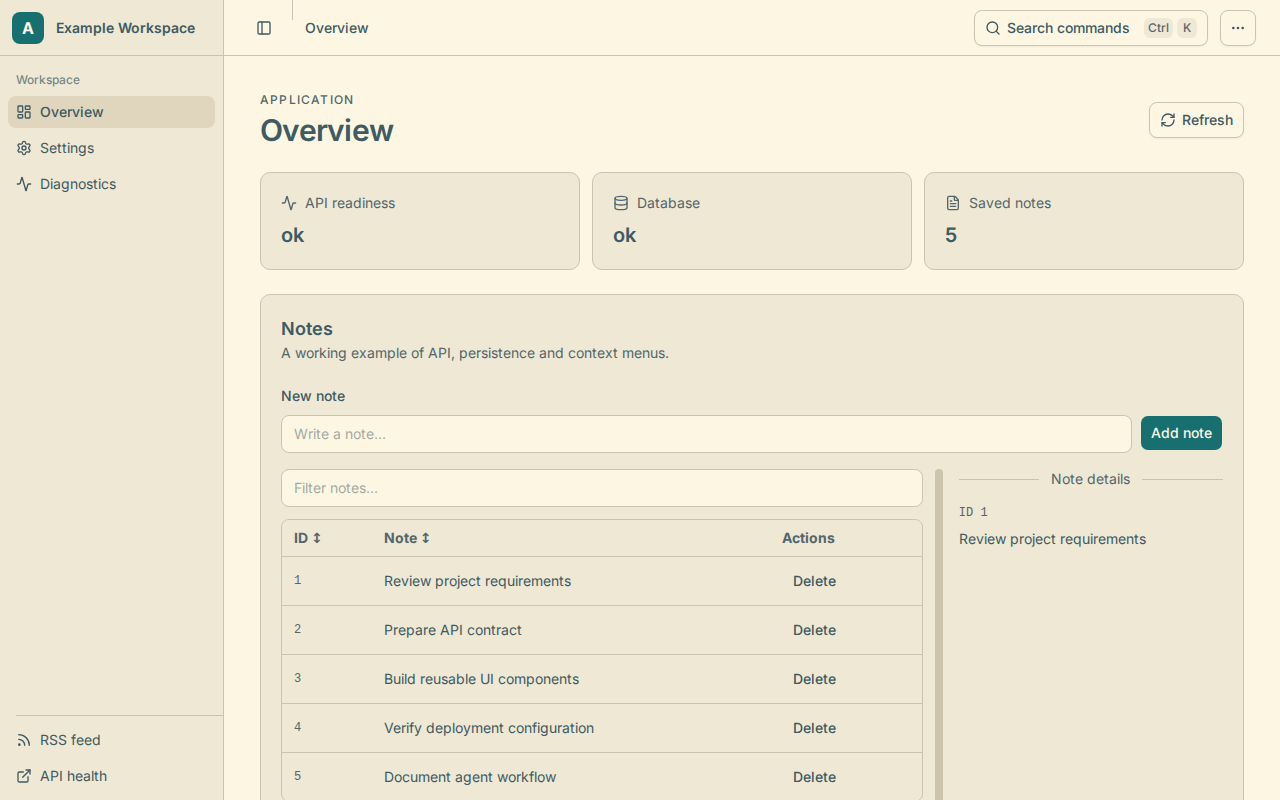 A Example Workspace
Workspace
Overview
Settings
Diagnostics
RSS feed
API health
Overview
Search commands Ctrl K
APPLICATION
Overview
Refresh
API readiness
ok
Database
ok
Saved notes
5
Notes
A working example of API, persistence and context menus.
New note
Write a note...
Add note
Filter notes...
ID ↕ Note ↕ Actions
1 Review project requirements Delete
2 Prepare API contract Delete
3 Build reusable UI components Delete
4 Verify deployment configuration Delete
5 Document agent workflow Delete
Note details
ID 1
Review project requirements